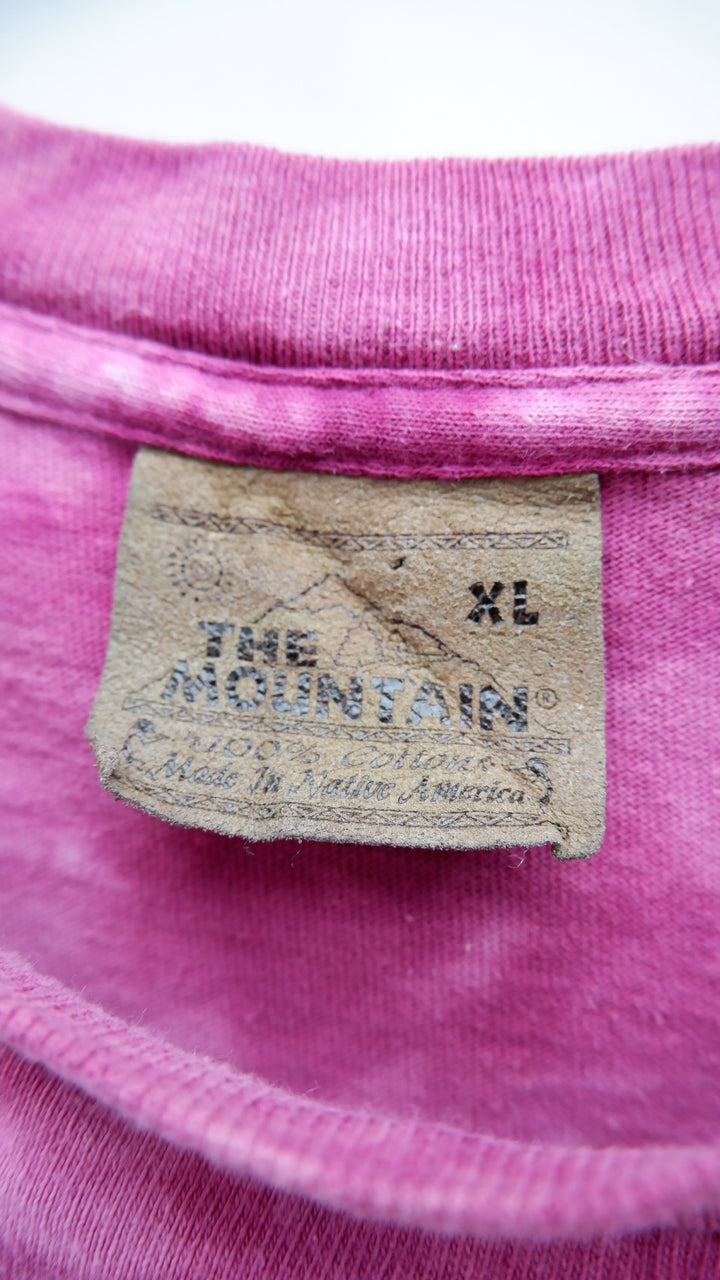 XL
THE
MOUNTAIN®
100% Cotton
Made In Native America